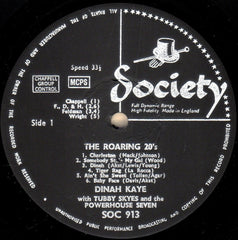 CHAPPELL
GROUP
CONTROL
MCPS
Speed 33⅓
Chappell (1)
F., D. & H. (2,6)
Feldman (3,4)
Wright (5)
Society
Full Dynamic Range
High Fidelity Made in England
Side 1
THE ROARING 20's
1. Charleston (Mack/Johnson)
2. Somebody St. - My Gal (Wood)
3. Dinah (Akst/Lewis/Young)
4. Tiger Rag (La Rocca)
5. Ain't She Sweet (Yellen/Ager)
6. Baby Face (Davis/Akst)
DINAH KAYE
with TUBBY SKYES and the
POWERHOUSE SEVEN
SOC 913